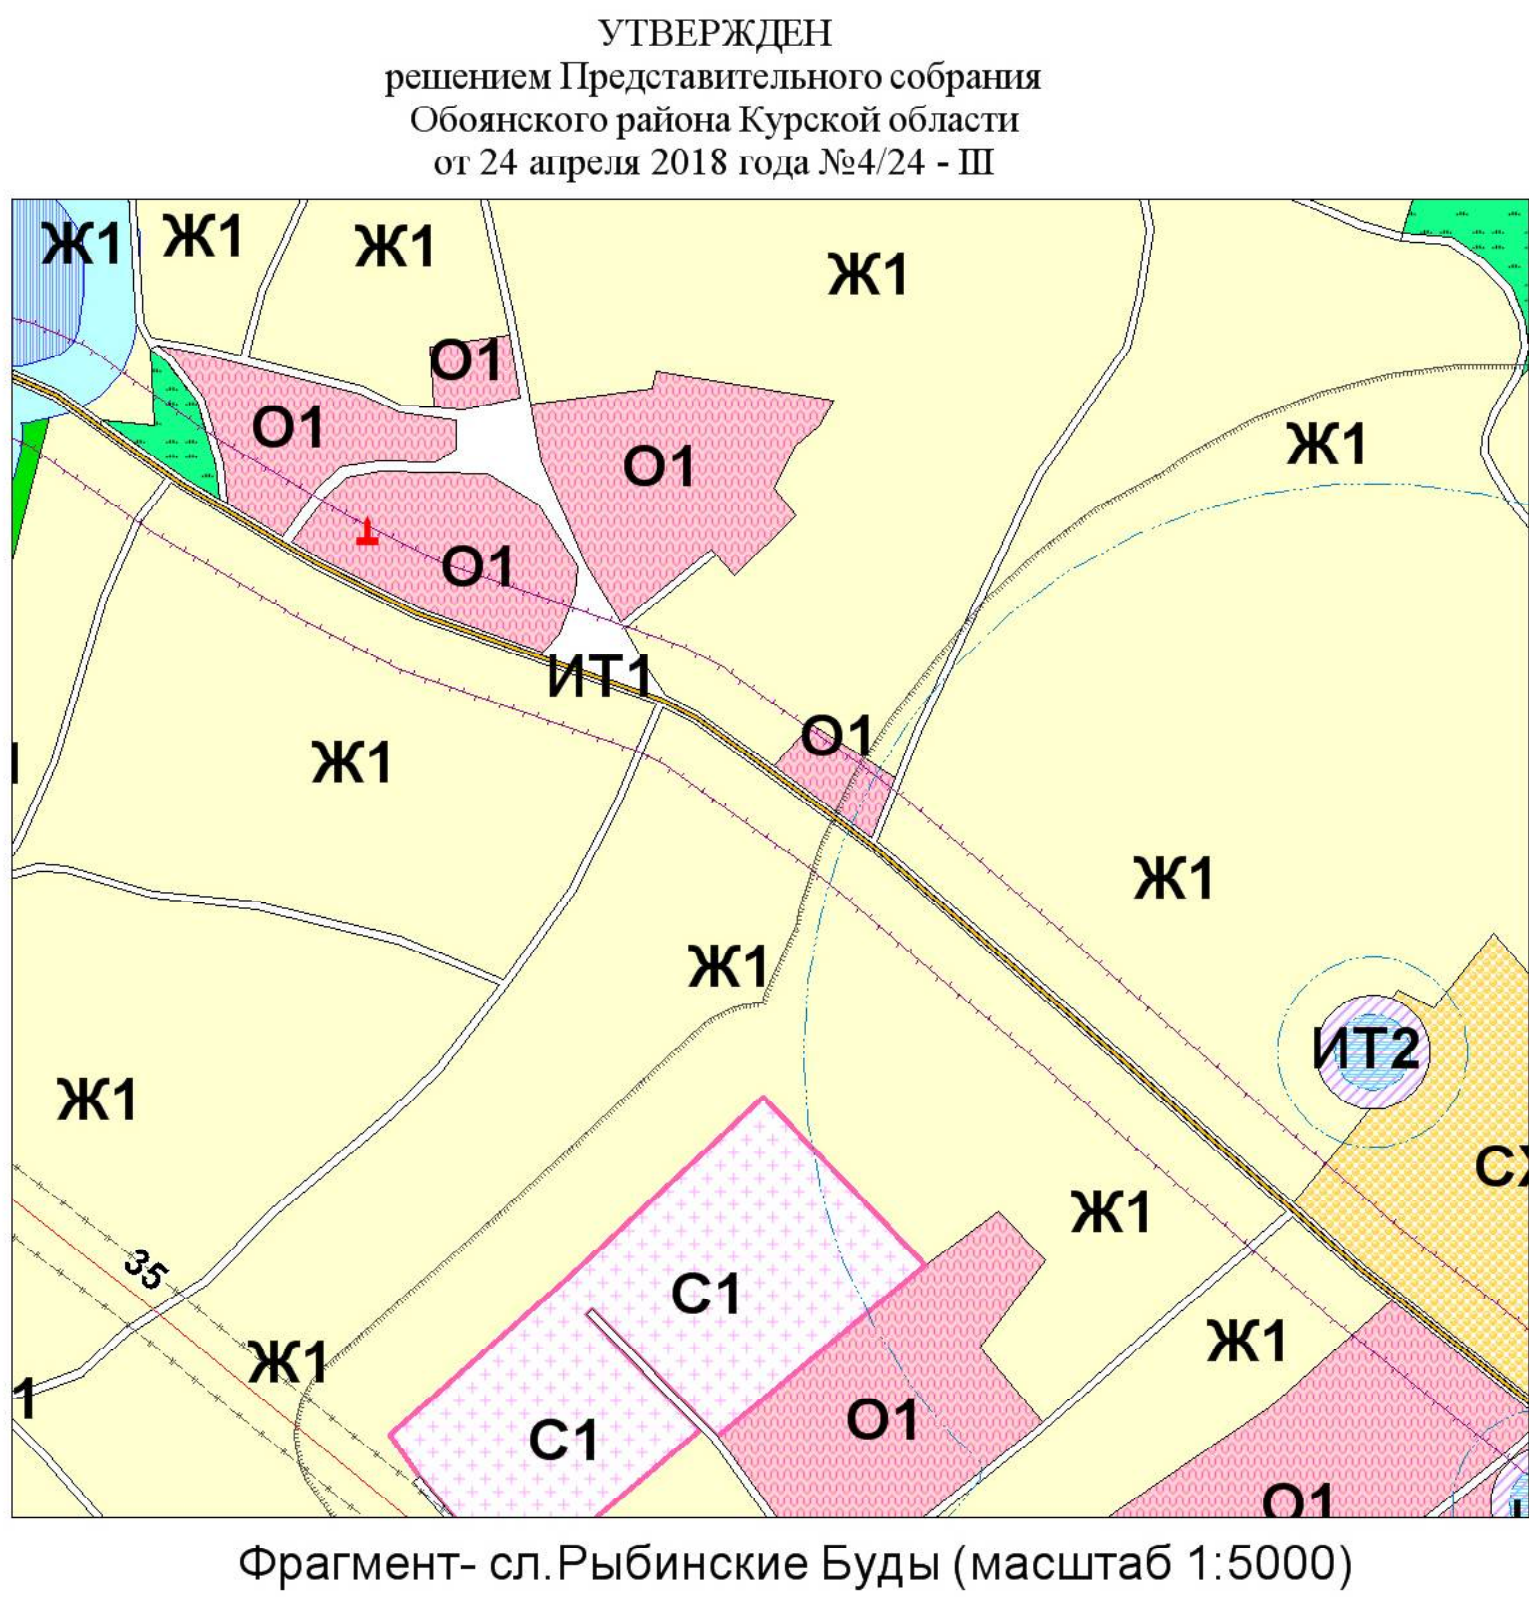 УТВЕРЖДЕН
решением Представительного собрания
Обоянского района Курской области
от 24 апреля 2018 года №4/24 - III
Ж1
Ж1
Ж1
Ж1
О1
О1
О1
Ж1
О1
ИТ1
О1
Ж1
Ж1
Ж1
ИТ2
Ж1
СХ
Ж1
35
С1
Ж1
Ж1
1
О1
С1
О1
Фрагмент- сл.Рыбинские Буды (масштаб 1:5000)